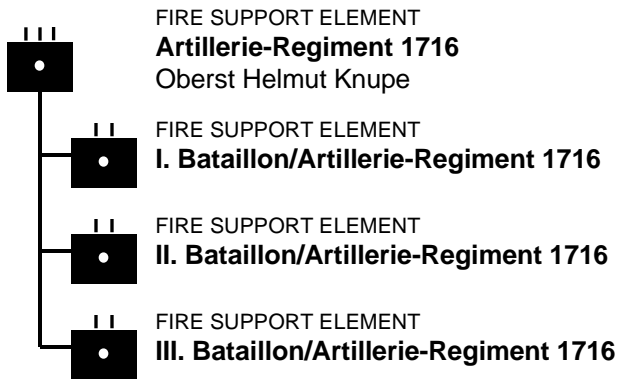 FIRE SUPPORT ELEMENT
Artillerie-Regiment 1716
Oberst Helmut Knupe
FIRE SUPPORT ELEMENT
I. Bataillon/Artillerie-Regiment 1716
FIRE SUPPORT ELEMENT
II. Bataillon/Artillerie-Regiment 1716
FIRE SUPPORT ELEMENT
III. Bataillon/Artillerie-Regiment 1716